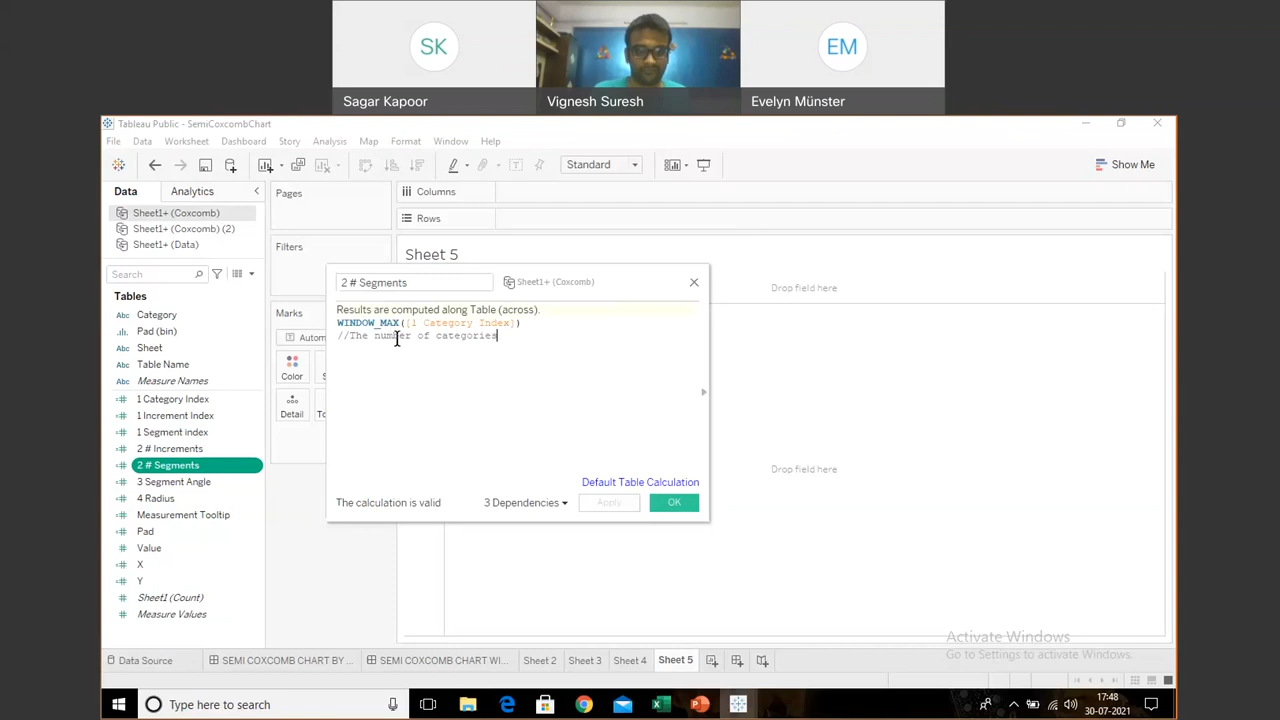 SK
EM
Sagar Kapoor
Vignesh Suresh
Evelyn Münster
Tableau Public - SemiCoxcombChart
File Data Worksheet Dashboard Story Analysis Map Format Window Help
Standard
Show Me
Data Analytics
Pages
Columns
Rows
Sheet1+ (Coxcomb)
Sheet1+ (Coxcomb) (2)
Sheet1+ (Data)
Filters
Sheet 5
Search
Tables
Drop field here
Abc Category
Pad (bin)
Abc Sheet
Abc Table Name
Abc Measure Names
1 Category Index
1 Increment Index
1 Segment index
2 # Increments
2 # Segments
3 Segment Angle
4 Radius
Measurement Tooltip
Pad
Value
X
Y
Sheet1 (Count)
Measure Values
Marks
Autom
Color
Detail
To
2 # Segments
Sheet1+ (Coxcomb)
Results are computed along Table (across).
WINDOW_MAX([1 Category Index])
//The number of categories
Default Table Calculation
The calculation is valid
3 Dependencies
Apply
OK
Drop field here
Activate Windows
Go to Settings to activate Windows.
Data Source
SEMI COXCOMB CHART By ...
SEMI COXCOMB CHART WI...
Sheet 2
Sheet 3
Sheet 4
Sheet 5
Type here to search
17:48
30-07-2021